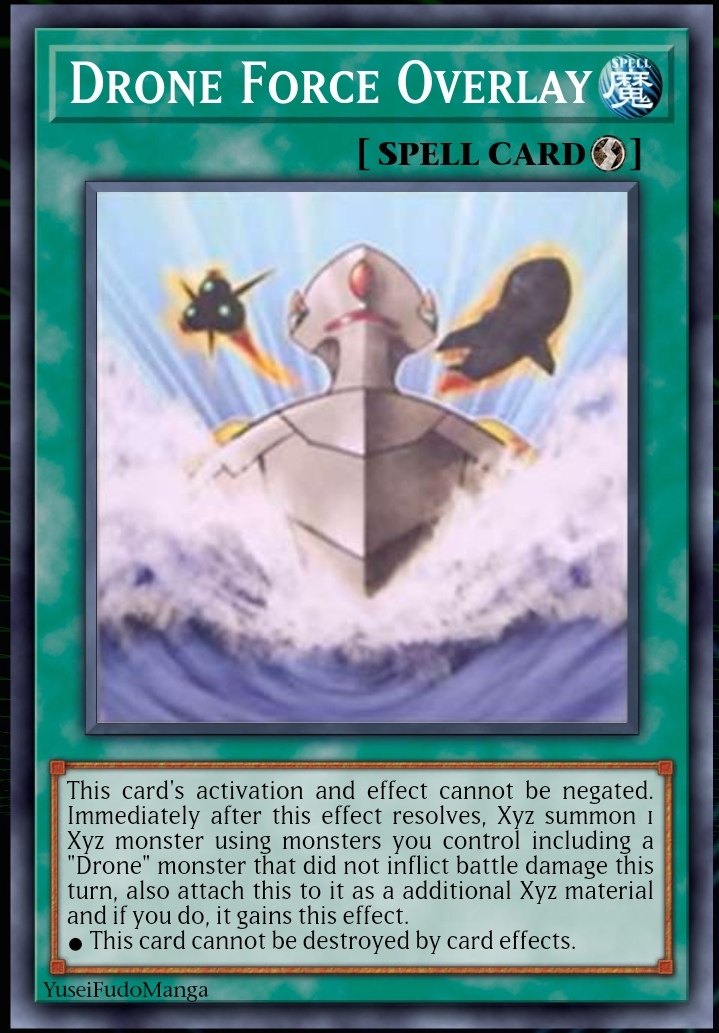 Drone Force Overlay
SPELL
魔
[ Spell Card ]
This card's activation and effect cannot be negated.
Immediately after this effect resolves, Xyz summon 1
Xyz monster using monsters you control including a
"Drone" monster that did not inflict battle damage this
turn, also attach this to it as a additional Xyz material
and if you do, it gains this effect.
● This card cannot be destroyed by card effects.
YuseiFudoManga